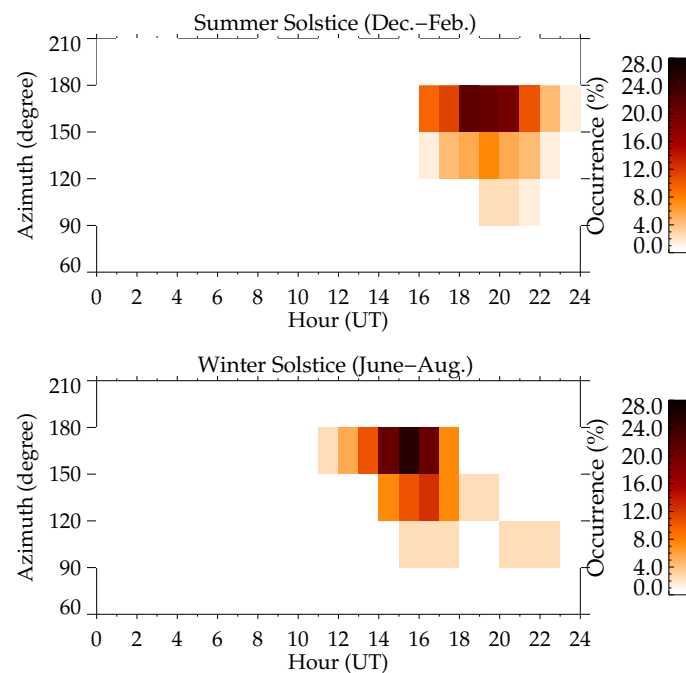 Summer Solstice (Dec.–Feb.)
210
180
150
120
90
60
Azimuth (degree)
0 2 4 6 8 10 12 14 16 18 20 22 24
Hour (UT)
Occurrence (%)
28.0
24.0
20.0
16.0
12.0
8.0
4.0
0.0
Winter Solstice (June–Aug.)
210
180
150
120
90
60
Azimuth (degree)
0 2 4 6 8 10 12 14 16 18 20 22 24
Hour (UT)
Occurrence (%)
28.0
24.0
20.0
16.0
12.0
8.0
4.0
0.0